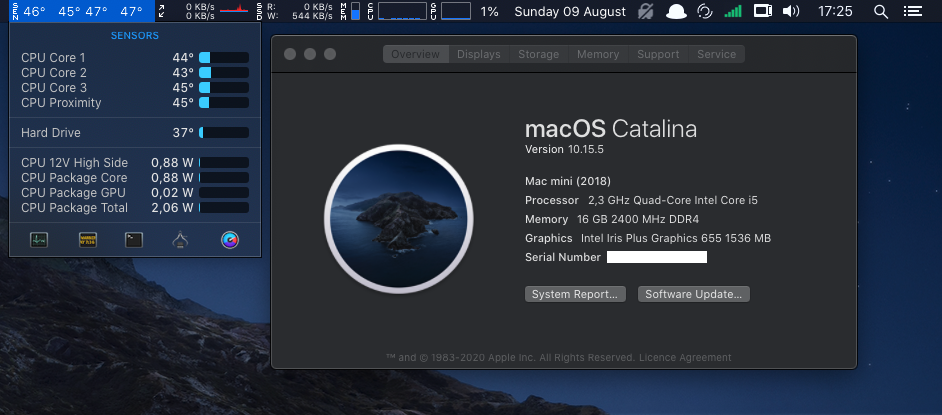 SEN 46° 45° 47° 47° 0 KB/s SSD R: 0 KB/s MEM CPU GPU 1% Sunday 09 August 17:25
0 KB/s W: 544 KB/s
SENSORS
CPU Core 1 44°
CPU Core 2 43°
CPU Core 3 45°
CPU Proximity 45°
Hard Drive 37°
CPU 12V High Side 0,88 W
CPU Package Core 0,88 W
CPU Package GPU 0,02 W
CPU Package Total 2,06 W
Overview Displays Storage Memory Support Service
macOS Catalina
Version 10.15.5
Mac mini (2018)
Processor 2,3 GHz Quad-Core Intel Core i5
Memory 16 GB 2400 MHz DDR4
Graphics Intel Iris Plus Graphics 655 1536 MB
Serial Number
System Report... Software Update...
™ and © 1983-2020 Apple Inc. All Rights Reserved. Licence Agreement